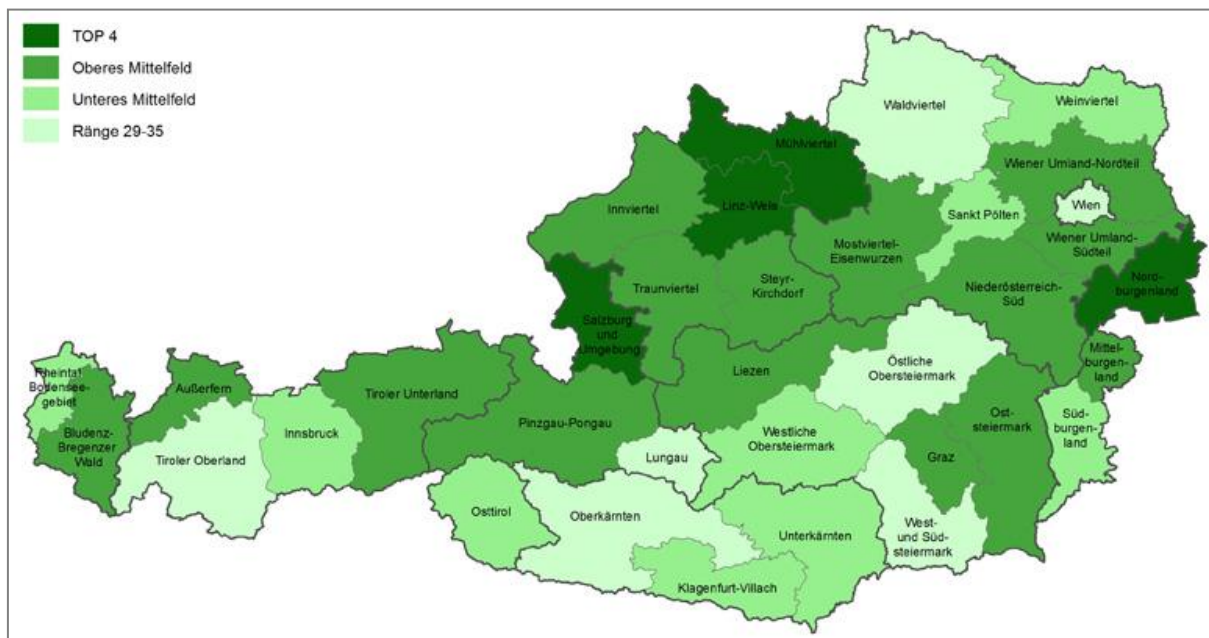 TOP 4
Oberes Mittelfeld
Unteres Mittelfeld
Ränge 29-35
Waldviertel
Weinviertel
Mühlviertel
Wiener Umland-Nordteil
Linz-Wels
Innviertel
Sankt Pölten
Wien
Mostviertel-
Eisenwurzen
Wiener Umland-
Südteil
Traunviertel
Steyr-
Kirchdorf
Niederösterreich-
Süd
Nord-
burgenland
Salzburg
und
Umgebung
Mittel-
burgen-
land
Rheintal
Bodensee-
gebiet
Außerfern
Tiroler Unterland
Liezen
Östliche
Obersteiermark
Bludenz-
Bregenzer
Wald
Tiroler Oberland
Innsbruck
Pinzgau-Pongau
Lungau
Westliche
Obersteiermark
Graz
Ost-
steiermark
Süd-
burgen-
land
Osttirol
Oberkärnten
Unterkärnten
West-
und Süd-
steiermark
Klagenfurt-Villach